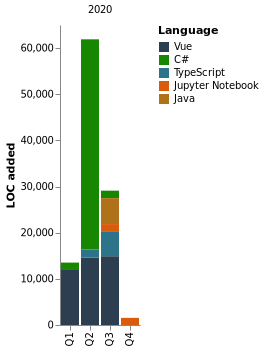 2020
Language
Vue
C#
TypeScript
Jupyter Notebook
Java
LOC added
60,000
50,000
40,000
30,000
20,000
10,000
0
Q1
Q2
Q3
Q4